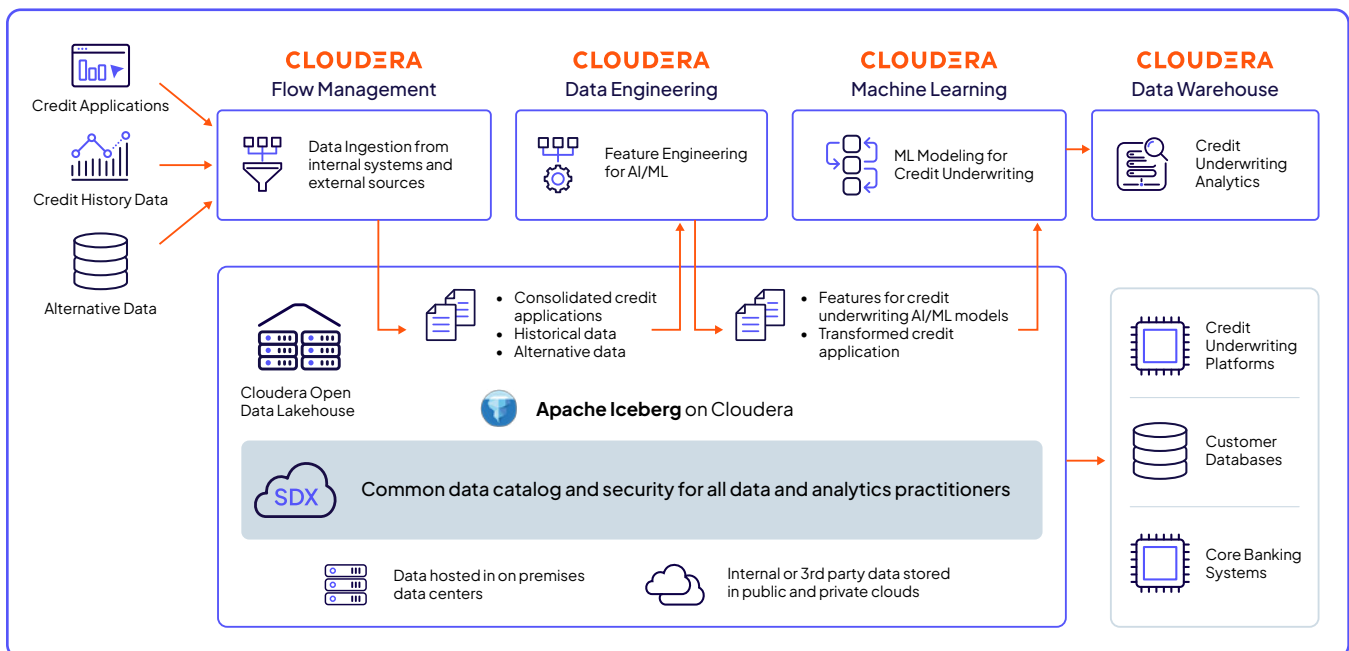 Credit Applications
Credit History Data
Alternative Data
CLOUDERA
Flow Management
Data Ingestion from
internal systems and
external sources
CLOUDERA
Data Engineering
Feature Engineering
for AI/ML
CLOUDERA
Machine Learning
ML Modeling for
Credit Underwriting
CLOUDERA
Data Warehouse
Credit
Underwriting
Analytics
Cloudera Open
Data Lakehouse
• Consolidated credit
applications
• Historical data
• Alternative data
• Features for credit
underwriting AI/ML models
• Transformed credit
application
Apache Iceberg on Cloudera
SDX
Common data catalog and security for all data and analytics practitioners
Data hosted in on premises
data centers
Internal or 3rd party data stored
in public and private clouds
Credit
Underwriting
Platforms
Customer
Databases
Core Banking
Systems